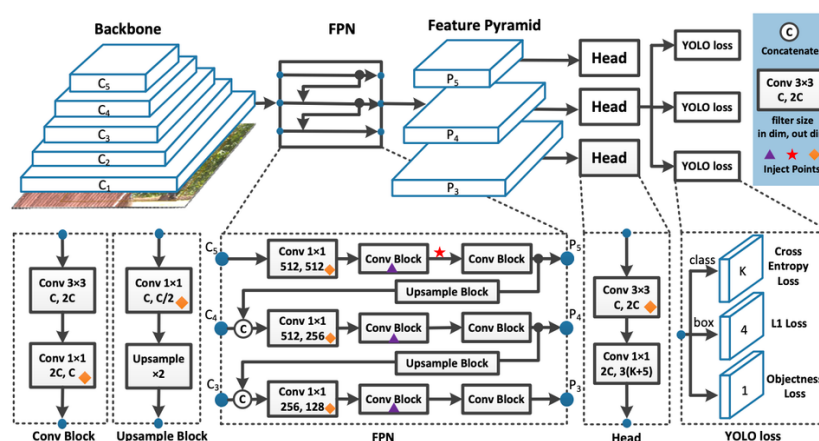 Backbone
FPN
Feature Pyramid
C5
C4
C3
C2
C1
P5
P4
P3
Head
Head
Head
YOLO loss
YOLO loss
YOLO loss
C
Concatenate
Conv 3×3
C, 2C
filter size
in dim, out di
Inject Points
Conv 3×3
C, 2C
Conv 1×1
2C, C
Conv Block
Conv 1×1
C, C/2
Upsample
×2
Upsample Block
C5
Conv 1×1
512, 512
Conv Block
Conv Block
P5
Upsample Block
C4
C
Conv 1×1
512, 256
Conv Block
Conv Block
P4
Upsample Block
C3
C
Conv 1×1
256, 128
Conv Block
Conv Block
P3
FPN
Conv 3×3
C, 2C
Conv 1×1
2C, 3(K+5)
Head
class
K
Cross
Entropy
Loss
box
4
L1 Loss
1
Objectness
Loss
YOLO loss